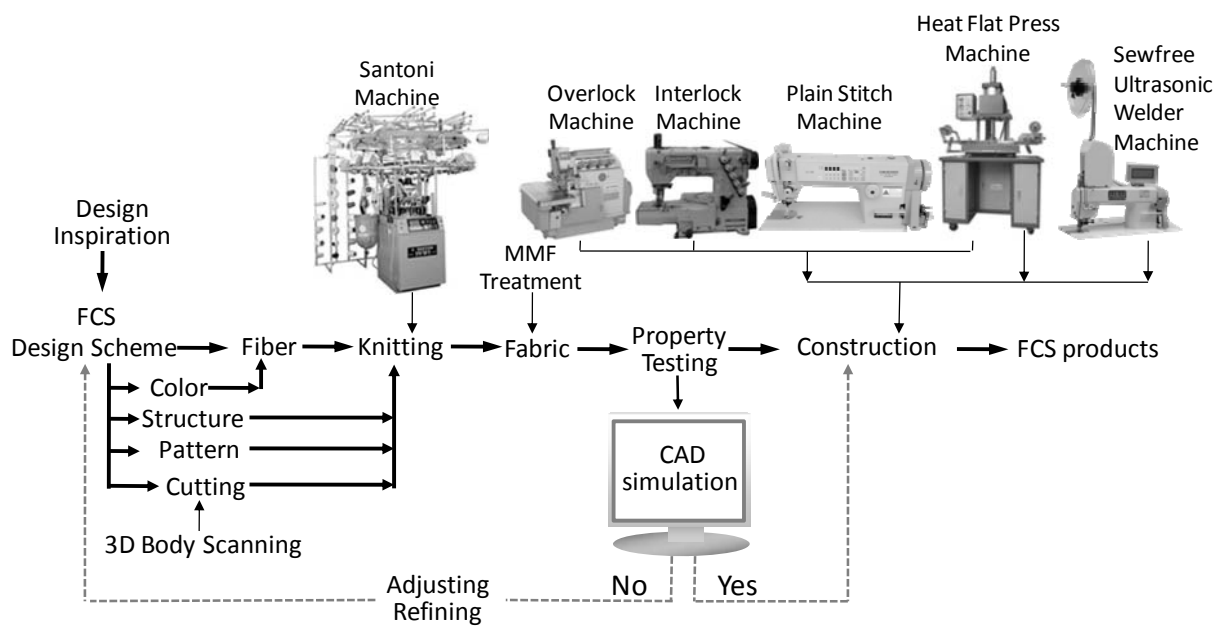 Heat Flat Press
Machine
Sewfree
Ultrasonic
Welder
Machine
Santoni
Machine
Overlock
Machine
Interlock
Machine
Plain Stitch
Machine
Design
Inspiration
MMF
Treatment
FCS
Design Scheme
Fiber
Knitting
Fabric
Property
Testing
Construction
FCS products
Color
Structure
Pattern
Cutting
3D Body Scanning
CAD
simulation
No
Yes
Adjusting
Refining